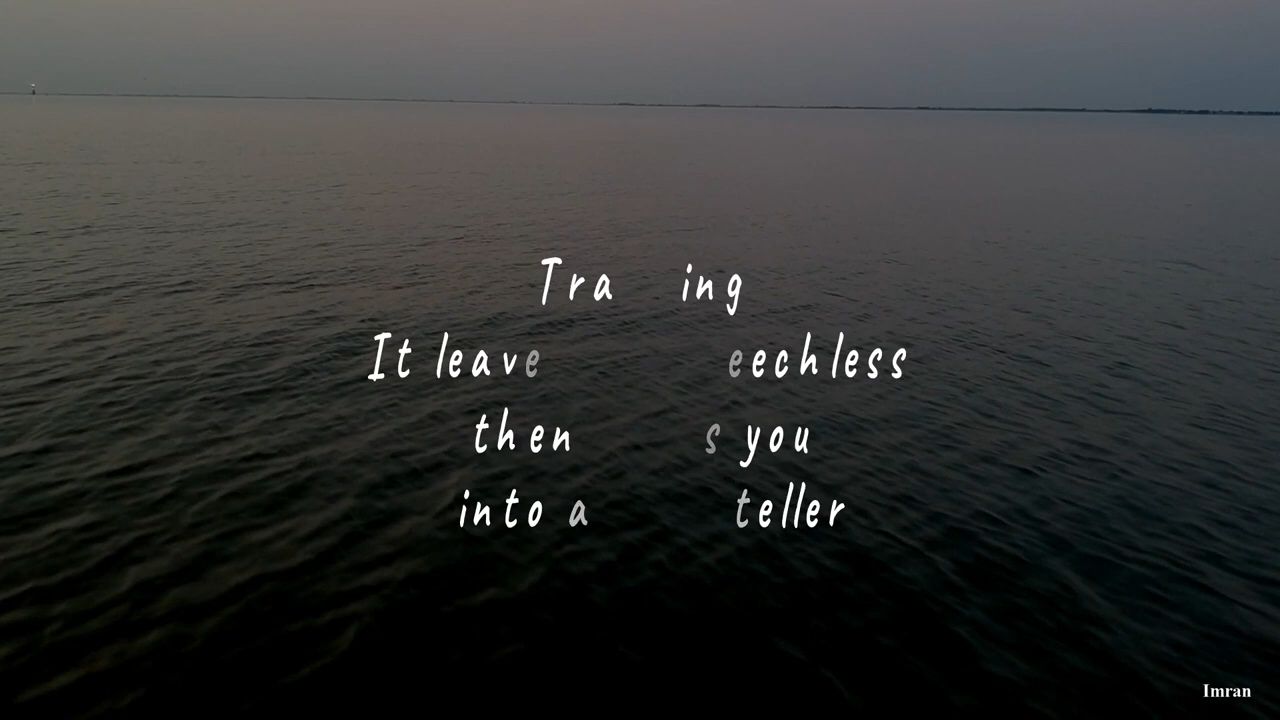 Tra ing
It leave eechless
then s you
into a teller
Imran